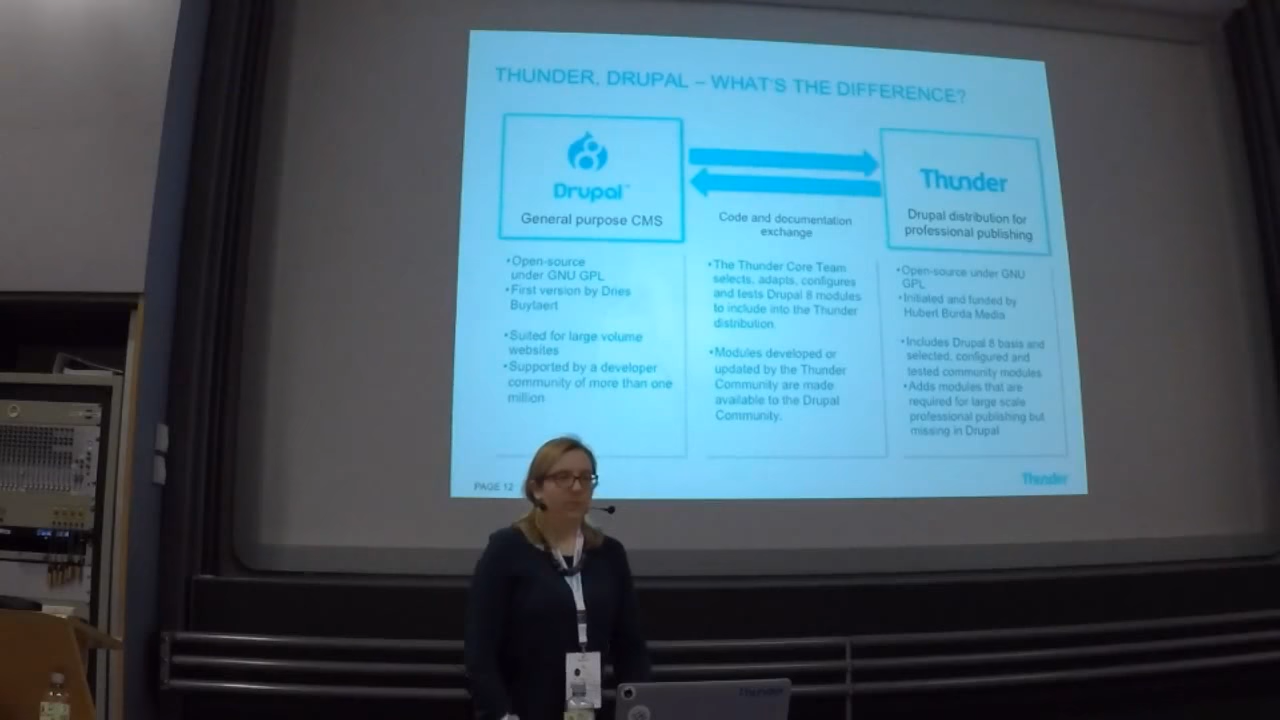 THUNDER, DRUPAL – WHAT'S THE DIFFERENCE?
Drupal™
General purpose CMS
•Open-source
under GNU GPL
•First version by Dries
Buytaert
•Suited for large volume
websites
•Supported by a developer
community of more than one
million
Code and documentation
exchange
•The Thunder Core Team
selects, adapts, configures
and tests Drupal 8 modules
to include into the Thunder
distribution
•Modules developed or
updated by the Thunder
Community are made
available to the Drupal
Community.
Thunder
Drupal distribution for
professional publishing
•Open-source under GNU
GPL
•Initiated and funded by
Hubert Burda Media
•Includes Drupal 8 basis and
selected, configured and
tested community modules
•Adds modules that are
required for large scale
professional publishing but
missing in Drupal
PAGE 12
Thunder
Thunder